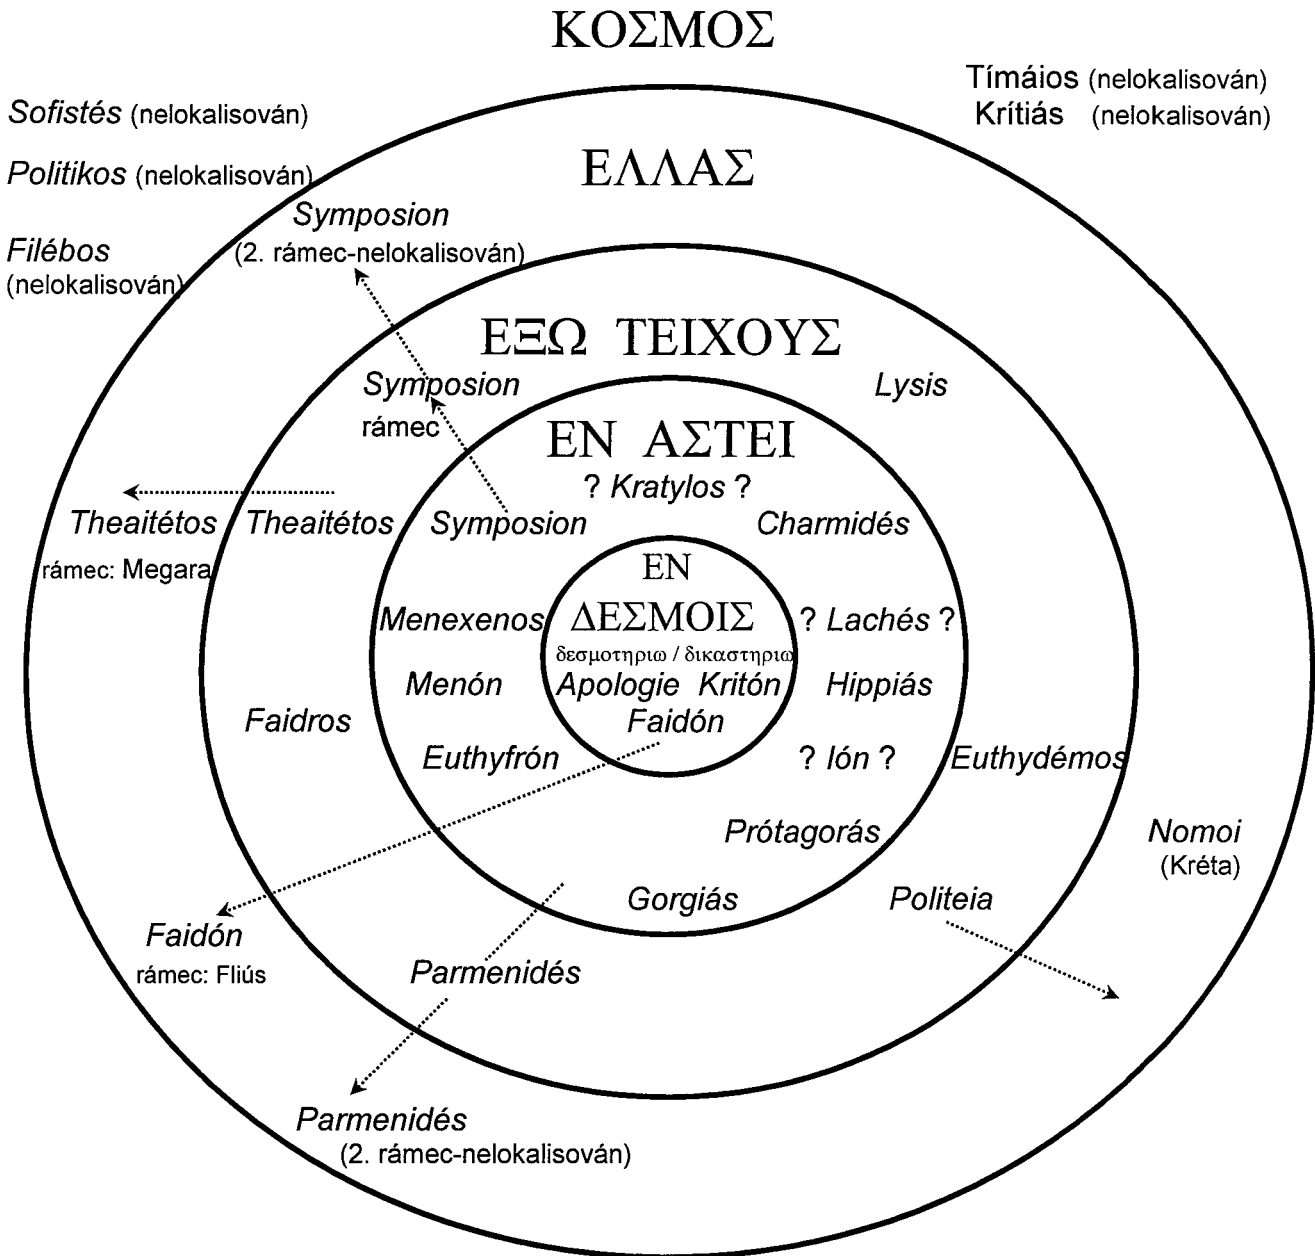 ΚΟΣΜΟΣ
Tímáios (nelokalisován)
Krítiás (nelokalisován)
Sofistés (nelokalisován)
Politikos (nelokalisován)
Filébos
(nelokalisován)
ΕΛΛΑΣ
Symposion
(2. rámec-nelokalisován)
ΕΞΩ ΤΕΙΧΟΥΣ
Symposion
rámec
Lysis
ΕΝ ΑΣΤΕΙ
? Kratylos ?
Theaitétos
rámec: Megara
Theaitétos
Symposion
Charmidés
ΕΝ
ΔΕΣΜΟΙΣ
δεσμοτηριω / δικαστηριω
Apologie Kritón
Faidón
Menexenos
? Lachés ?
Menón
Hippiás
Faidros
Euthyfrón
? Ión ?
Euthydémos
Prótagorás
Nomoi
(Kréta)
Gorgiás
Politeia
Faidón
rámec: Fliús
Parmenidés
Parmenidés
(2. rámec-nelokalisován)